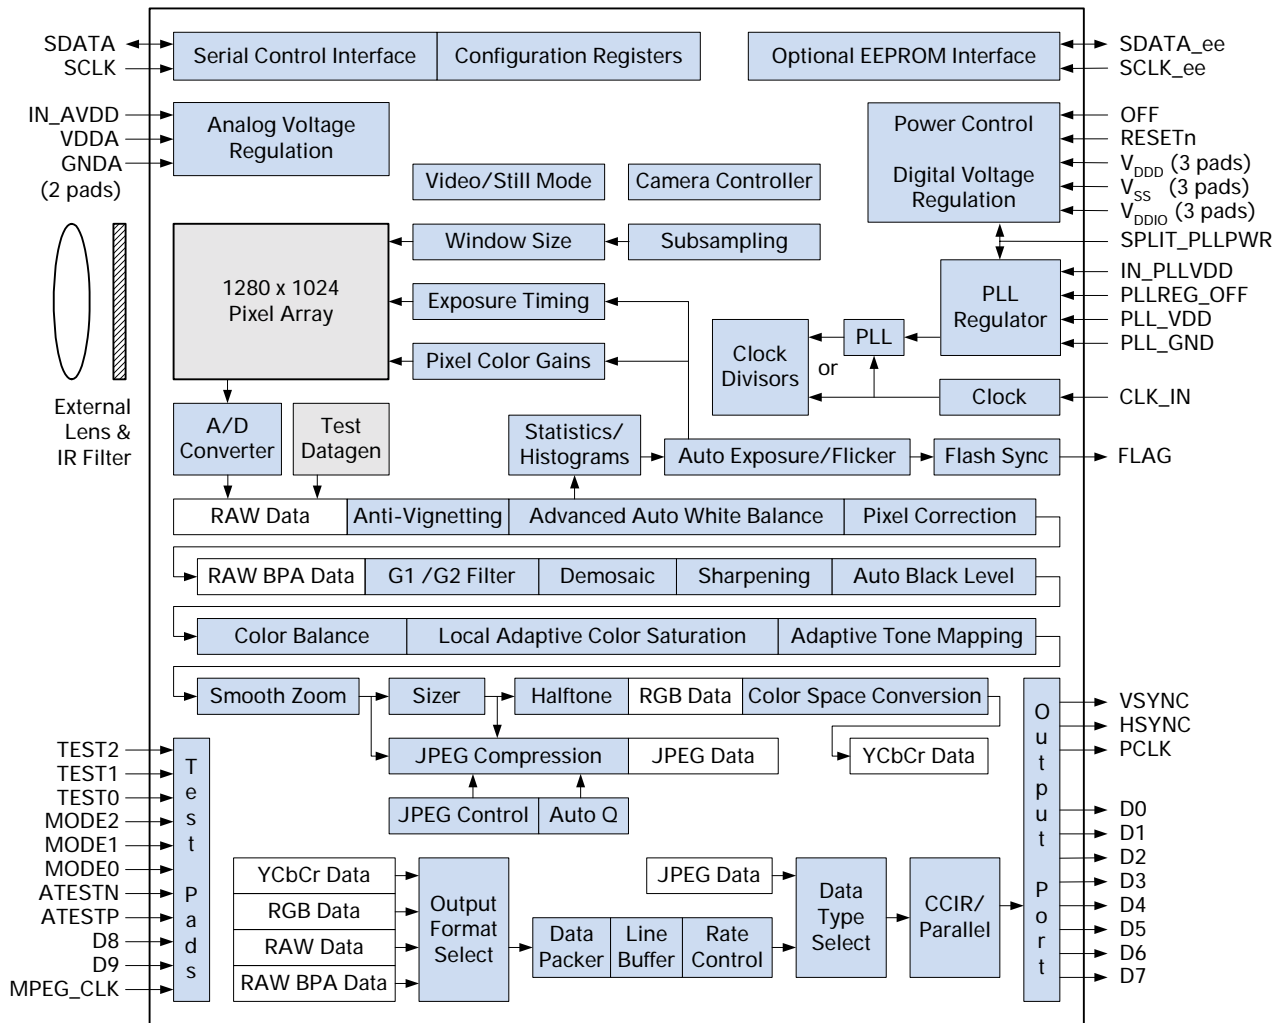 SDATA
SCLK
Serial Control Interface
Configuration Registers
Optional EEPROM Interface
SDATA_ee
SCLK_ee
IN_AVDD
VDDA
GNDA
(2 pads)
Analog Voltage
Regulation
Power Control
Digital Voltage
Regulation
OFF
RESETn
VDDD (3 pads)
VSS (3 pads)
VDDIO (3 pads)
SPLIT_PLLPWR
Video/Still Mode
Camera Controller
Window Size
Subsampling
1280 x 1024
Pixel Array
Exposure Timing
Pixel Color Gains
PLL
Regulator
IN_PLLVDD
PLLREG_OFF
PLL_VDD
PLL_GND
Clock
Divisors
or
PLL
Clock
CLK_IN
External
Lens &
IR Filter
A/D
Converter
Test
Datagen
Statistics/
Histograms
Auto Exposure/Flicker
Flash Sync
FLAG
RAW Data
Anti-Vignetting
Advanced Auto White Balance
Pixel Correction
RAW BPA Data
G1 /G2 Filter
Demosaic
Sharpening
Auto Black Level
Color Balance
Local Adaptive Color Saturation
Adaptive Tone Mapping
Smooth Zoom
Sizer
Halftone
RGB Data
Color Space Conversion
JPEG Compression
JPEG Data
YCbCr Data
JPEG Control
Auto Q
TEST2
TEST1
TEST0
MODE2
MODE1
MODE0
ATESTN
ATESTP
D8
D9
MPEG_CLK
Test Pads
YCbCr Data
RGB Data
RAW Data
RAW BPA Data
Output
Format
Select
Data
Packer
Line
Buffer
Rate
Control
JPEG Data
Data
Type
Select
CCIR/
Parallel
Output Port
VSYNC
HSYNC
PCLK
D0
D1
D2
D3
D4
D5
D6
D7